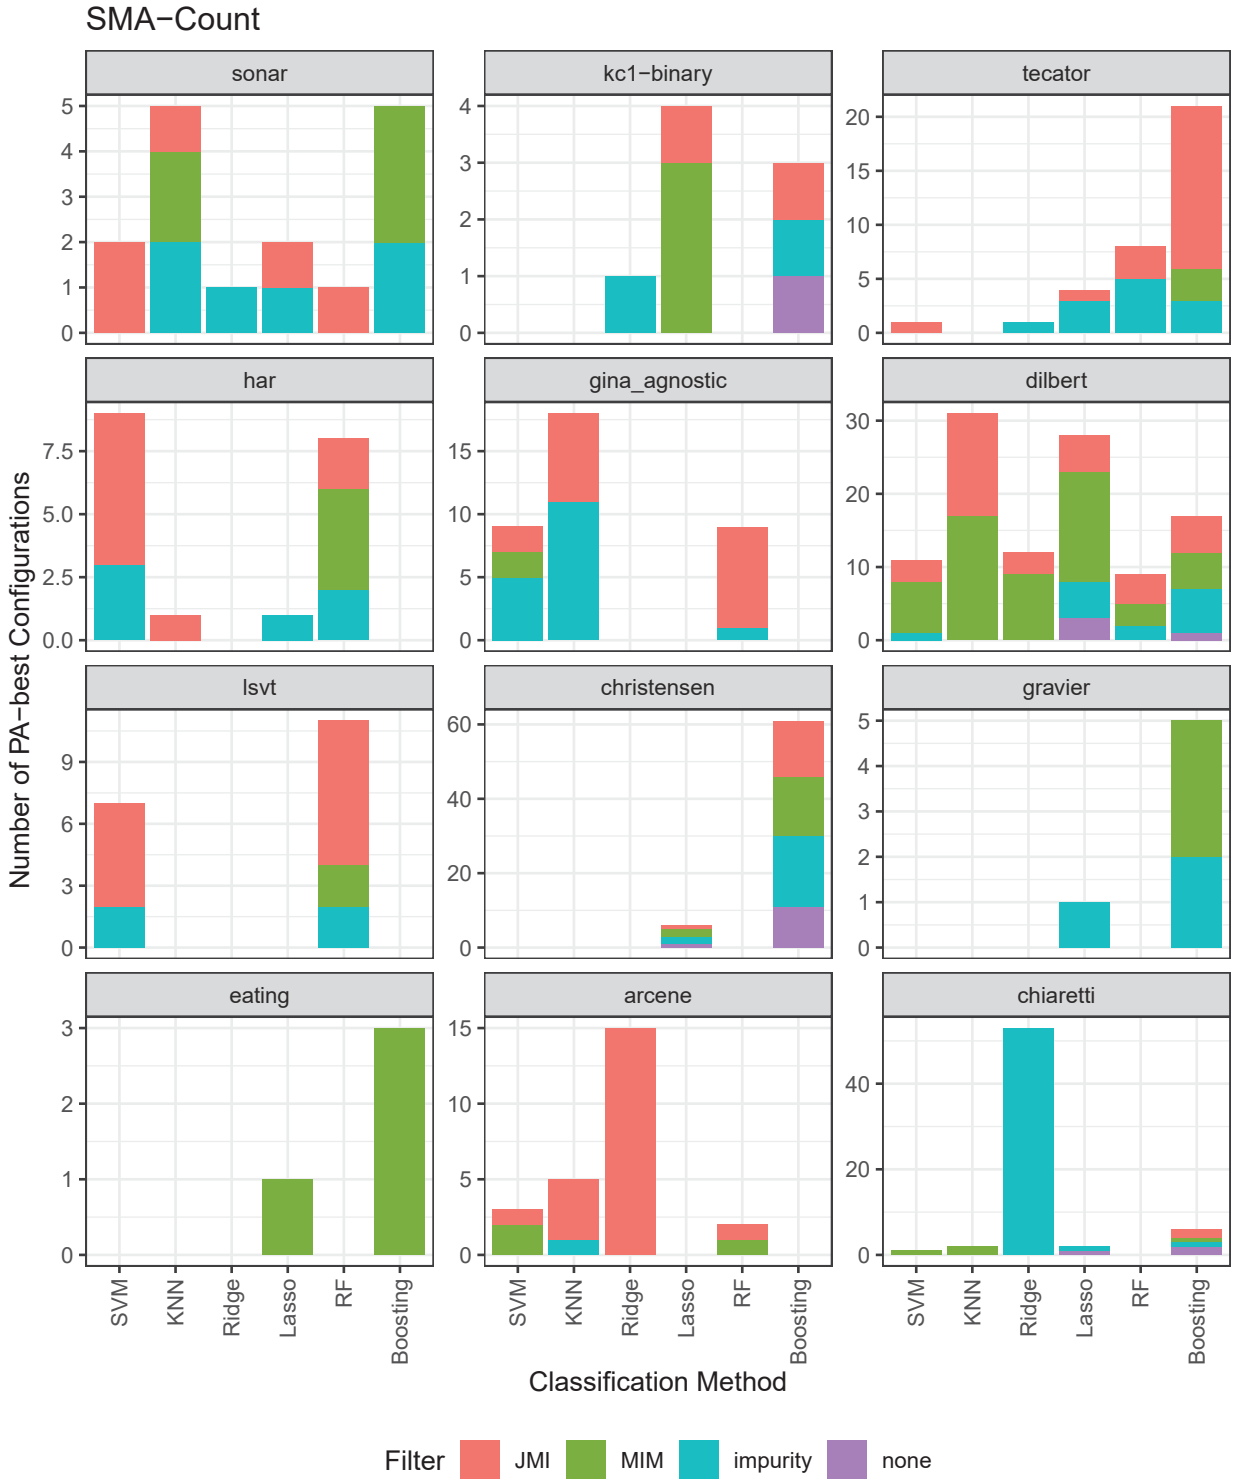 SMA−Count
sonar
kc1−binary
tecator
5
4
3
2
1
0
4
3
2
1
0
20
15
10
5
0
har
gina_agnostic
dilbert
7.5
5.0
2.5
0.0
15
10
5
0
30
20
10
0
lsvt
christensen
gravier
9
6
3
0
60
40
20
0
5
4
3
2
1
0
eating
arcene
chiaretti
3
2
1
0
15
10
5
0
40
20
0
Number of PA−best Configurations
SVM
KNN
Ridge
Lasso
RF
Boosting
SVM
KNN
Ridge
Lasso
RF
Boosting
SVM
KNN
Ridge
Lasso
RF
Boosting
Classification Method
Filter JMI MIM impurity none